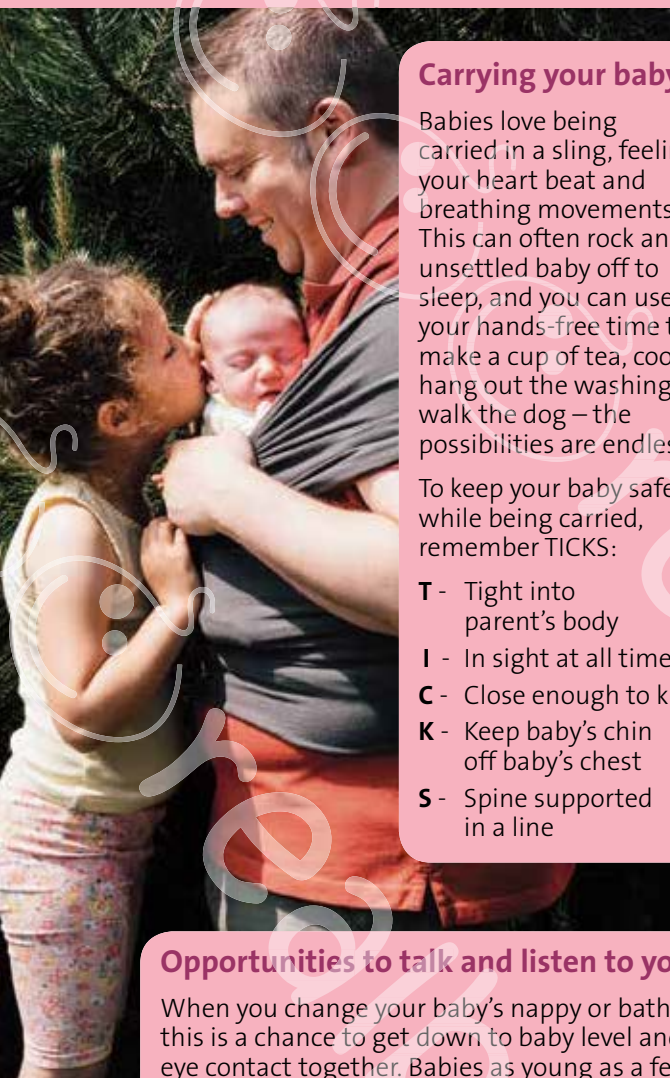 Carrying your baby
Babies love being
carried in a sling, feeli
your heart beat and
breathing movements
This can often rock an
unsettled baby off to
sleep, and you can use
your hands-free time t
make a cup of tea, coo
hang out the washing
walk the dog – the
possibilities are endles
To keep your baby safe
while being carried,
remember TICKS:
T - Tight into
parent's body
I - In sight at all time
C - Close enough to k
K - Keep baby's chin
off baby's chest
S - Spine supported
in a line
Opportunities to talk and listen to yo
When you change your baby's nappy or bath
this is a chance to get down to baby level and
eye contact together. Babies as young as a fe